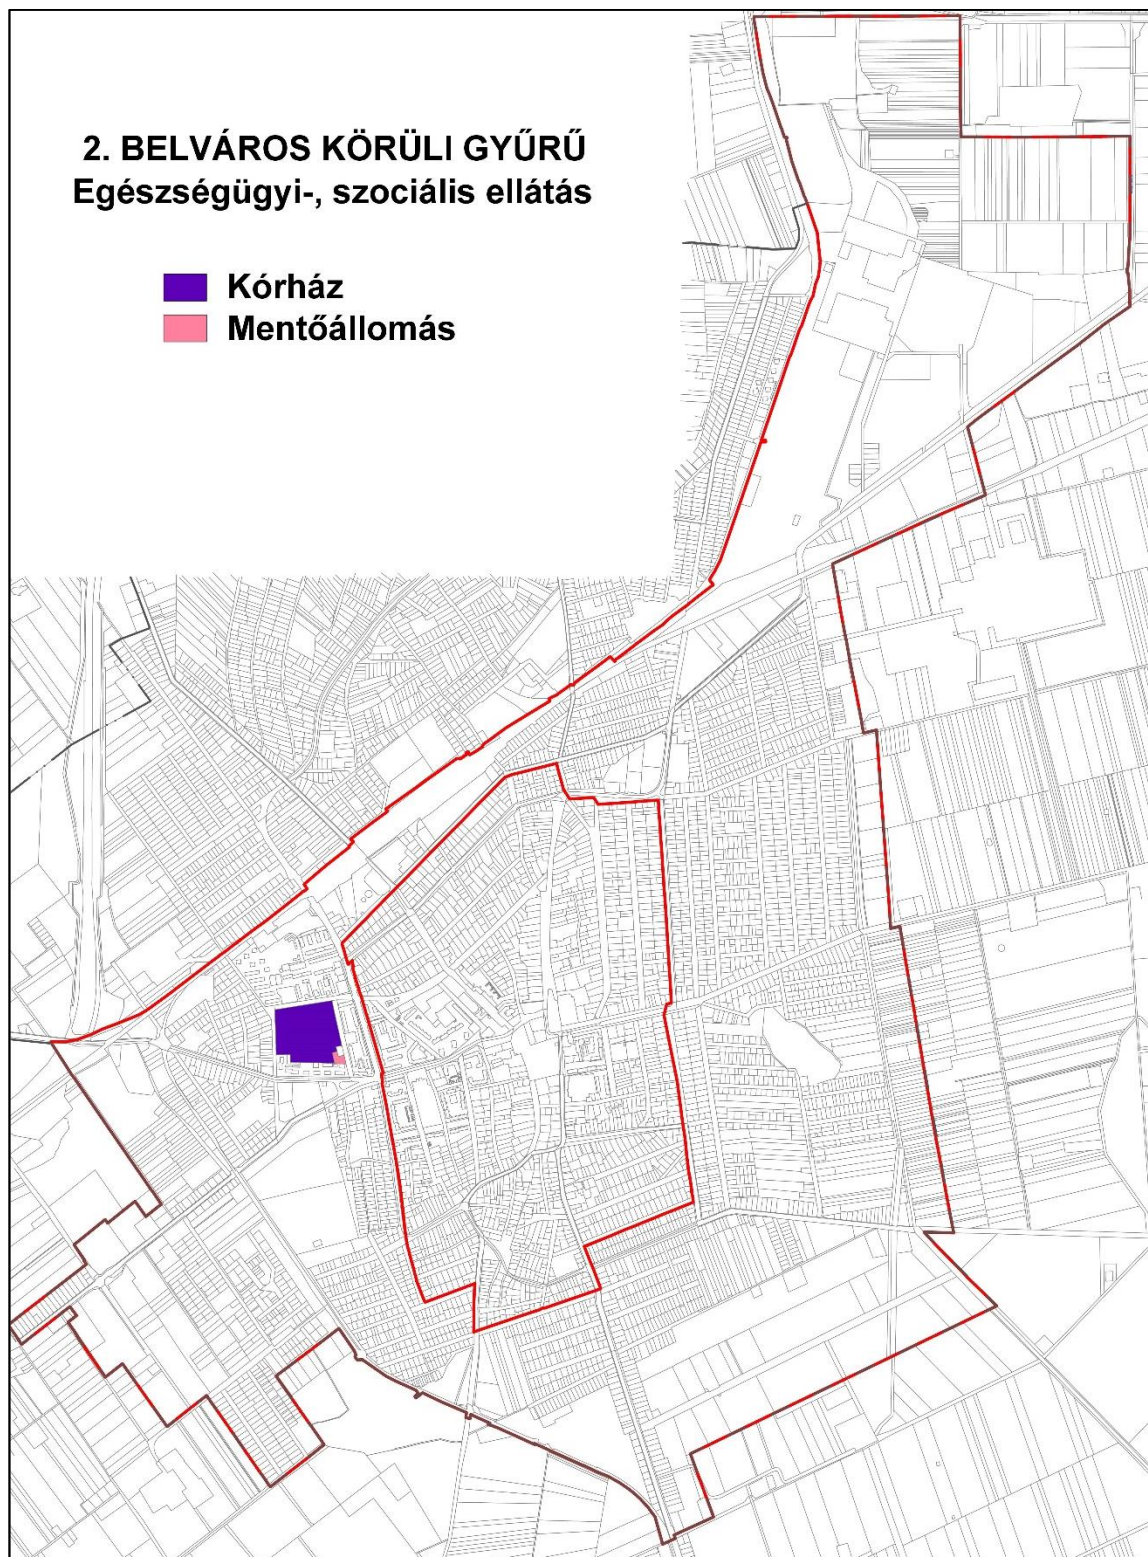 2. BELVÁROS KÖRÜLI GYŰRŰ
Egészségügyi-, szociális ellátás
Kórház
Mentőállomás